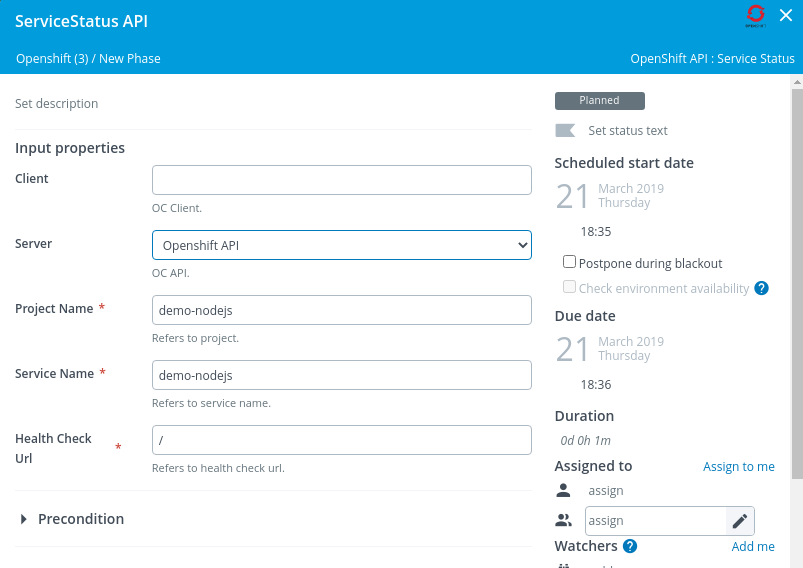 ServiceStatus API
Openshift (3) / New Phase
OpenShift API : Service Status
Set description
Input properties
Client
OC Client.
Server
Openshift API
OC API.
Project Name *
demo-nodejs
Refers to project.
Service Name *
demo-nodejs
Refers to service name.
Health Check
Url *
/
Refers to health check url.
Precondition
Planned
Set status text
Scheduled start date
21 March 2019
Thursday
18:35
Postpone during blackout
Check environment availability ?
Due date
21 March 2019
Thursday
18:36
Duration
0d 0h 1m
Assigned to Assign to me
assign
assign
Watchers ? Add me